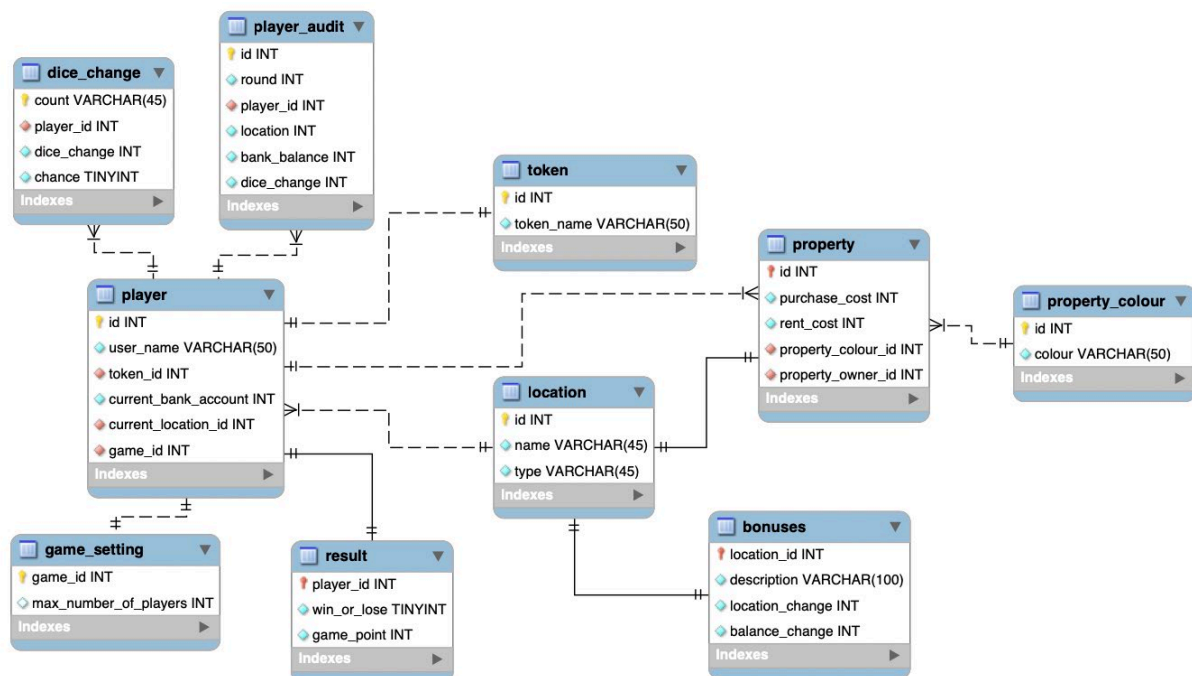 player_audit
id INT
round INT
player_id INT
location INT
bank_balance INT
dice_change INT
dice_change
count VARCHAR(45)
player_id INT
dice_change INT
chance TINYINT
Indexes
Indexes
token
id INT
token_name VARCHAR(50)
Indexes
property
id INT
purchase_cost INT
rent_cost INT
property_colour_id INT
property_owner_id INT
Indexes
property_colour
id INT
colour VARCHAR(50)
Indexes
player
id INT
user_name VARCHAR(50)
token_id INT
current_bank_account INT
current_location_id INT
game_id INT
Indexes
location
id INT
name VARCHAR(45)
type VARCHAR(45)
Indexes
game_setting
game_id INT
max_number_of_players INT
Indexes
result
player_id INT
win_or_lose TINYINT
game_point INT
Indexes
bonuses
location_id INT
description VARCHAR(100)
location_change INT
balance_change INT
Indexes